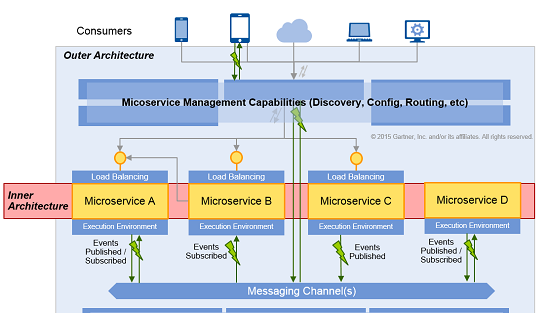 Consumers
Outer Architecture
Micoservice Management Capabilities (Discovery, Config, Routing, etc)
© 2015 Gartner, Inc. and/or its affiliates. All rights reserved.
Load Balancing
Load Balancing
Load Balancing
Inner
Architecture
Microservice A
Microservice B
Microservice C
Microservice D
Execution Environment
Execution Environment
Execution Environment
Execution Environment
Events
Published /
Subscribed
Events
Subscribed
Events
Published
Events
Published /
Subscribed
Messaging Channel(s)